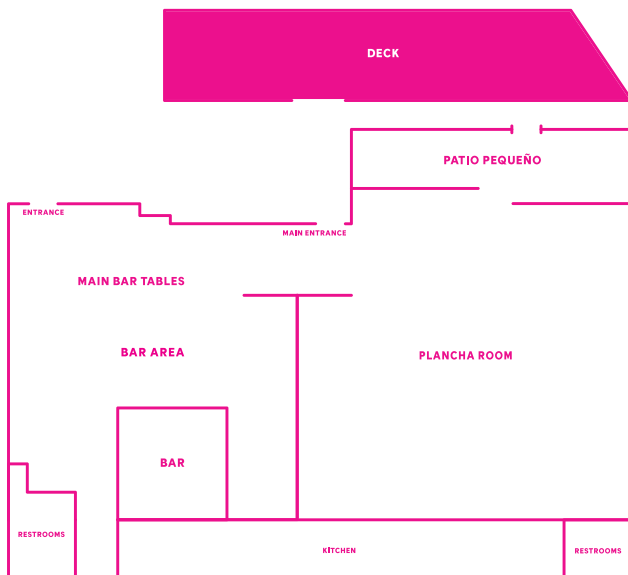 DECK
PATIO PEQUEÑO
ENTRANCE
MAIN ENTRANCE
MAIN BAR TABLES
BAR AREA
PLANCHA ROOM
BAR
RESTROOMS
KITCHEN
RESTROOMS